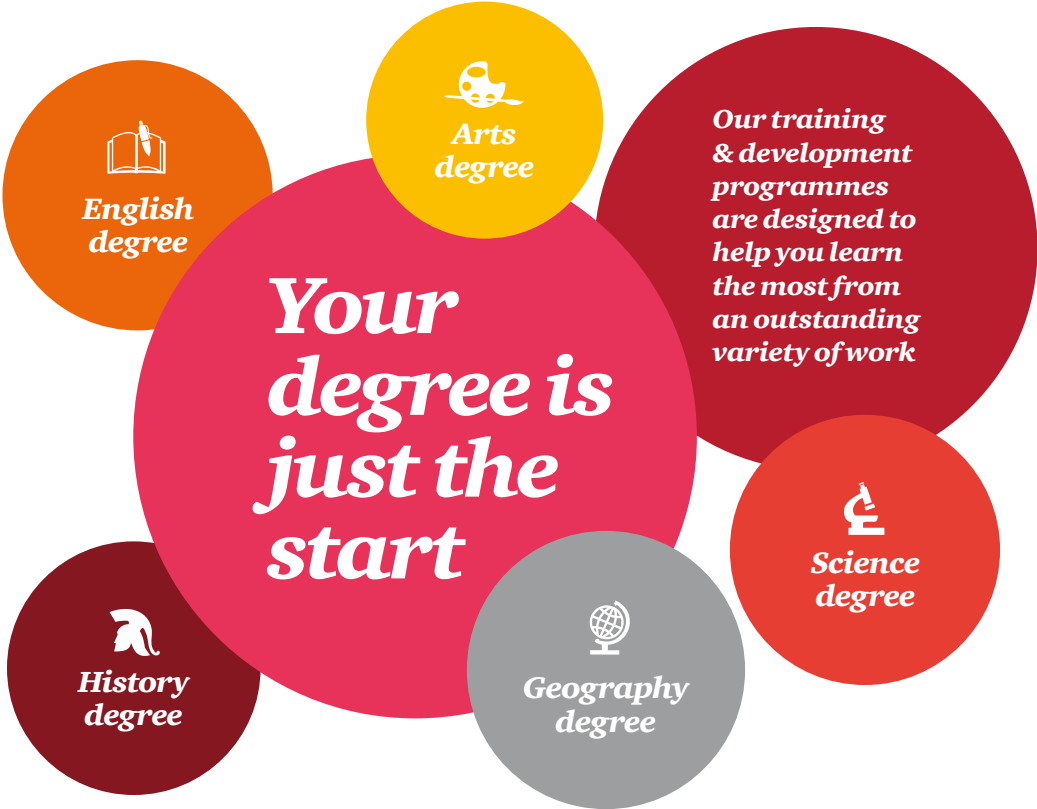 English
degree
Arts
degree
Our training
& development
programmes
are designed to
help you learn
the most from
an outstanding
variety of work
Your
degree is
just the
start
Science
degree
History
degree
Geography
degree